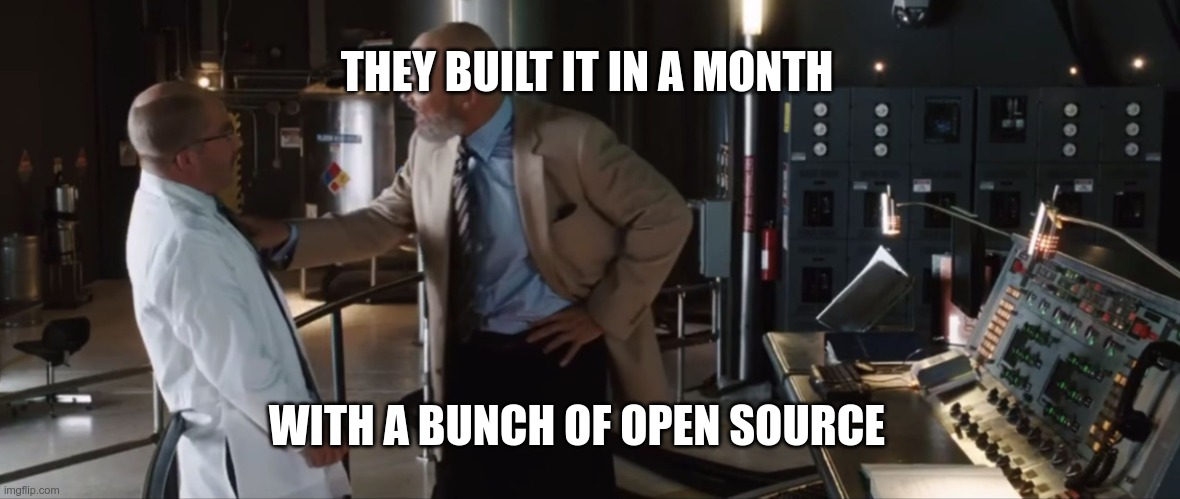 THEY BUILT IT IN A MONTH
WITH A BUNCH OF OPEN SOURCE
imgflip.com